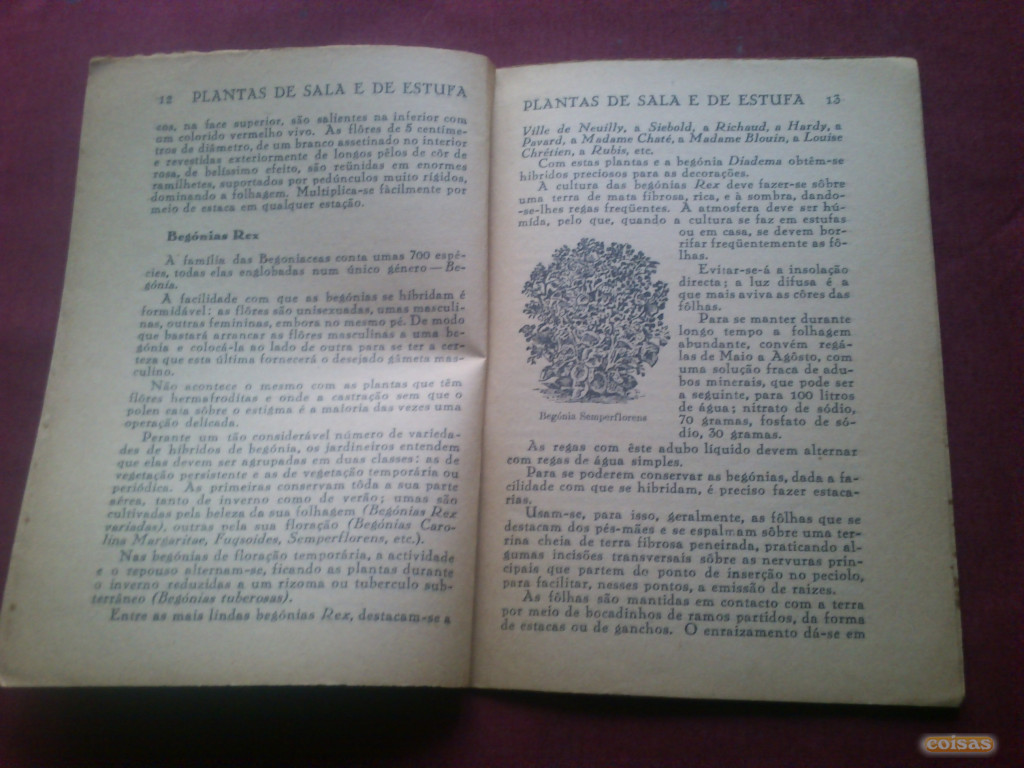 12 PLANTAS DE SALA E DE ESTUFA
sos, na face superior, são salientes na inferior com
um colorido vermelho vivo. As flôres de 5 centíme-
tros de diâmetro, de um branco assetinado no interior
e revestidas exteriormente de longos pêlos de côr de
rosa, de belíssimo efeito, são reünidas em enormes
ramilhetes, suportados por pedúnculos muito rígidos,
dominando a folhagem. Multiplica-se fàcilmente por
meio de estaca em qualquer estação.
Begónias Rex
A família das Begoniaceas conta umas 700 espé-
cies, todas elas englobadas num único género — Be-
gónia.
A facilidade com que as begónias se hibridam é
formidável: as flôres são unisexuadas, umas masculi-
nas, outras femininas, embora no mesmo pé. De modo
que bastará arrancar as flôres masculinas a uma be-
gónia e colocá-la ao lado de outra para se ter a cer-
teza que esta última fornecerá o desejado gâmeta mas-
culino.
Não acontece o mesmo com as plantas que têm
flôres hermafroditas e onde a castração sem que o
polen caia sôbre o estigma é a maioria das vezes uma
operação delicada.
Perante um tão considerável número de varieda-
des de híbridos de begónia, os jardineiros entendem
que elas devem ser agrupadas em duas classes: as de
vegetação persistente e as de vegetação temporária ou
periódica. As primeiras conservam tôda a sua parte
aérea, tanto de inverno como de verão; umas são
cultivadas pela beleza da sua folhagem (Begónias Rex
variadas), outras pela sua floração (Begónias Caro-
lina Margaritae, Fuqsoides, Semperflorens, etc.).
Nas begónias de floração temporária, a actividade
e o repouso alternam-se, ficando as plantas durante
o inverno reduzidas a um rizoma ou tuberculo sub-
terrâneo (Begónias tuberosas).
Entre as mais lindas begónias Rex, destacam-se a
PLANTAS DE SALA E DE ESTUFA 13
Ville de Neuilly, a Siebold, a Richaud, a Hardy, a
Pavard, a Madame Chaté, a Madame Blouin, a Louise
Chrétien, a Rubis, etc.
Com estas plantas e a begónia Diadema obtêm-se
híbridos preciosos para as decorações.
A cultura das begónias Rex deve fazer-se sôbre
uma terra de mata fibrosa, rica, e à sombra, dando-
-se-lhes regas freqüentes. A atmosfera deve ser hú-
mida, pelo que, quando a cultura se faz em estufas
ou em casa, se devem bor-
rifar freqüentemente as fô-
lhas.
Evitar-se-á a insolação
directa; a luz difusa é a
que mais aviva as côres das
fôlhas.
Para se manter durante
longo tempo a folhagem
abundante, convém regá-
las de Maio a Agôsto, com
uma solução fraca de adu-
bos minerais, que pode ser
a seguinte, para 100 litros
de água; nitrato de sódio,
70 gramas, fosfato de só-
dio, 30 gramas.
Begónia Semperflorens
As regas com êste adubo líquido devem alternar
com regas de água simples.
Para se poderem conservar as begónias, dada a fa-
cilidade com que se hibridam, é preciso fazer estaca-
rias.
Usam-se, para isso, geralmente, as fôlhas que se
destacam dos pés-mães e se espalmam sôbre uma ter-
rina cheia de terra fibrosa peneirada, praticando al-
gumas incisões transversais sôbre as nervuras prin-
cipais que partem do ponto de inserção no pecíolo,
para facilitar, nesses pontos, a emissão de raízes.
As fôlhas são mantidas em contacto com a terra
por meio de bocadinhos de ramos partidos, da forma
de estacas ou de ganchos. O enraizamento dá-se em
coisas